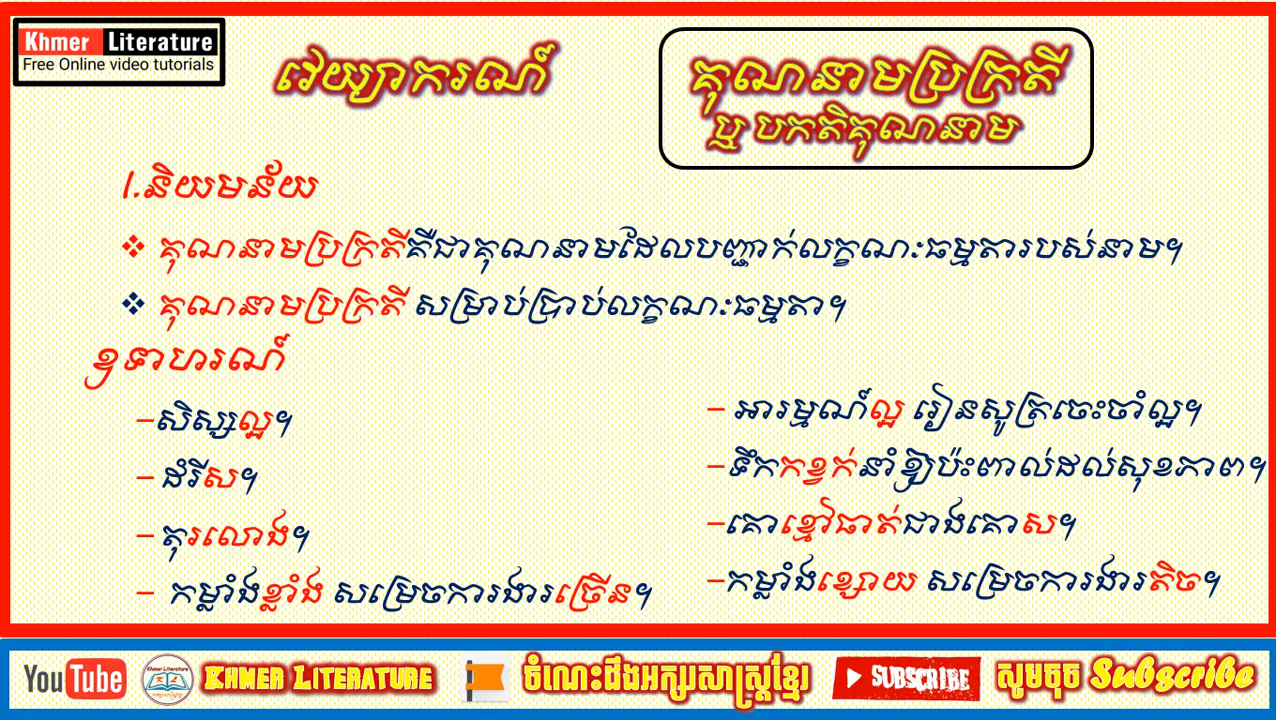 Khmer Literature
Free Online video tutorials
វេយ្យាករណ៍
គុណនាមប្រក្រតី
ឬ បកតិគុណនាម
I.និយមន័យ
❖ គុណនាមប្រក្រតីគឺជាគុណនាមដែលបញ្ជាក់លក្ខណៈធម្មតារបស់នាម។
❖ គុណនាមប្រក្រតី សម្រាប់ប្រាប់លក្ខណៈធម្មតា។
ឧទាហរណ៍
–សិស្សល្អ។
– ដំរីស។
– តុរលោង។
– កម្លាំងខ្លាំង សម្រេចការងារច្រើន។
– អារម្មណ៍ល្អ រៀនសូត្រចេះចាំល្អ។
–ទឹកកខ្វក់នាំឱ្យប៉ះពាល់ដល់សុខភាព។
–គោខ្មៅធាត់ជាងគោស។
–កម្លាំងខ្សោយ សម្រេចការងារតិច។
YouTube
Khmer Literature
KHMER LITERATURE
ចំណេះដឹងអក្សរសាស្ត្រខ្មែរ
SUBSCRIBE
សូមចុច Subscribe